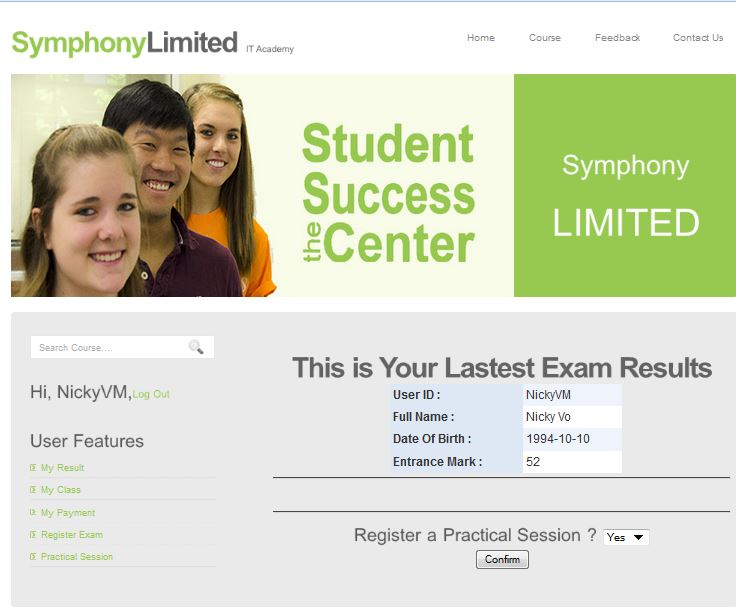 SymphonyLimited IT Academy
Home Course Feedback Contact Us
Student
Success
the Center
Symphony
LIMITED
Search Course....
Hi, NickyVM,Log Out
User Features
My Result
My Class
My Payment
Register Exam
Practical Session
This is Your Lastest Exam Results
User ID : NickyVM
Full Name : Nicky Vo
Date Of Birth : 1994-10-10
Entrance Mark : 52
Register a Practical Session ? Yes
Confirm